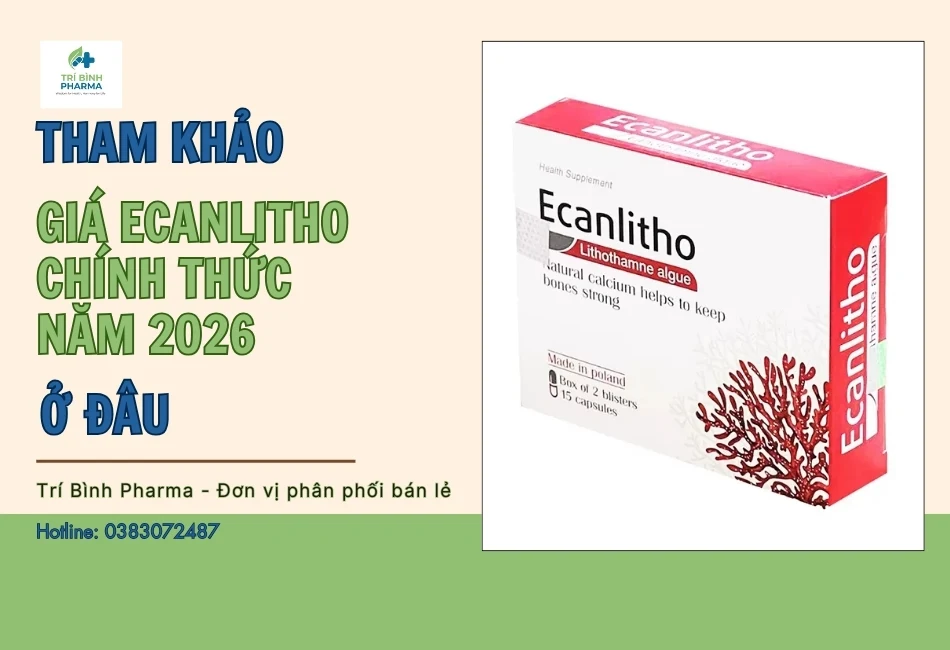 TRÍ BÌNH
PHARMA
THAM KHẢO
GIÁ ECANLITHO
CHÍNH THỨC
NĂM 2026
Ở ĐÂU
Trí Bình Pharma - Đơn vị phân phối bán lẻ
Hotline: 0383072487
Ecanlitho
Health Supplement
Ecanlitho
Lithothamne algue
Natural calcium helps to keep
bones strong
Made in poland
Box of 2 blisters
15 capsules
Ecanlitho
algue